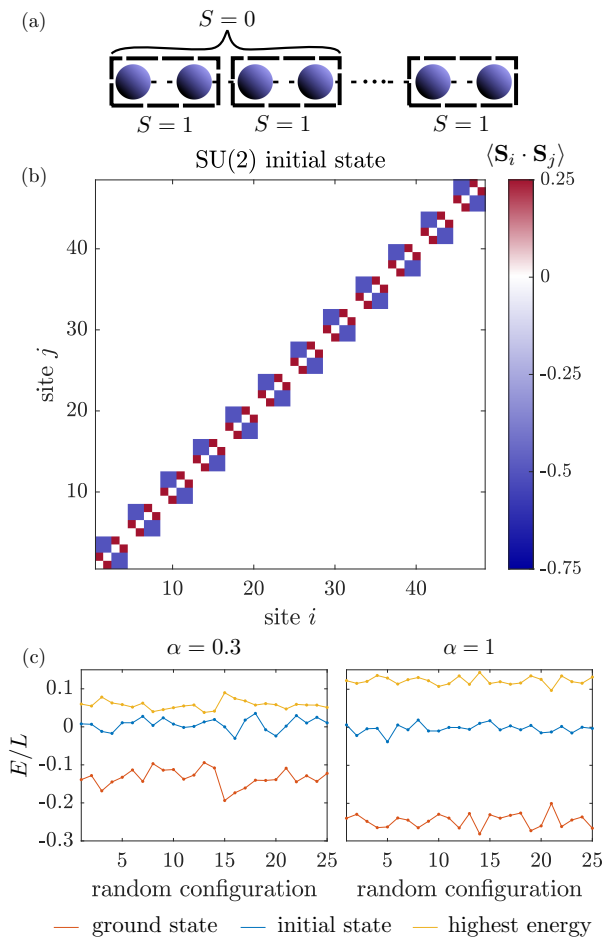 (a)
S = 0
S = 1
S = 1
S = 1
SU(2) initial state
⟨S_i · S_j⟩
(b)
site j
40
30
20
10
10
20
30
40
site i
0.25
0
-0.25
-0.5
-0.75
(c)
α = 0.3
α = 1
E/L
0.1
0
-0.1
-0.2
-0.3
5
10
15
20
25
5
10
15
20
25
random configuration
random configuration
ground state
initial state
highest energy